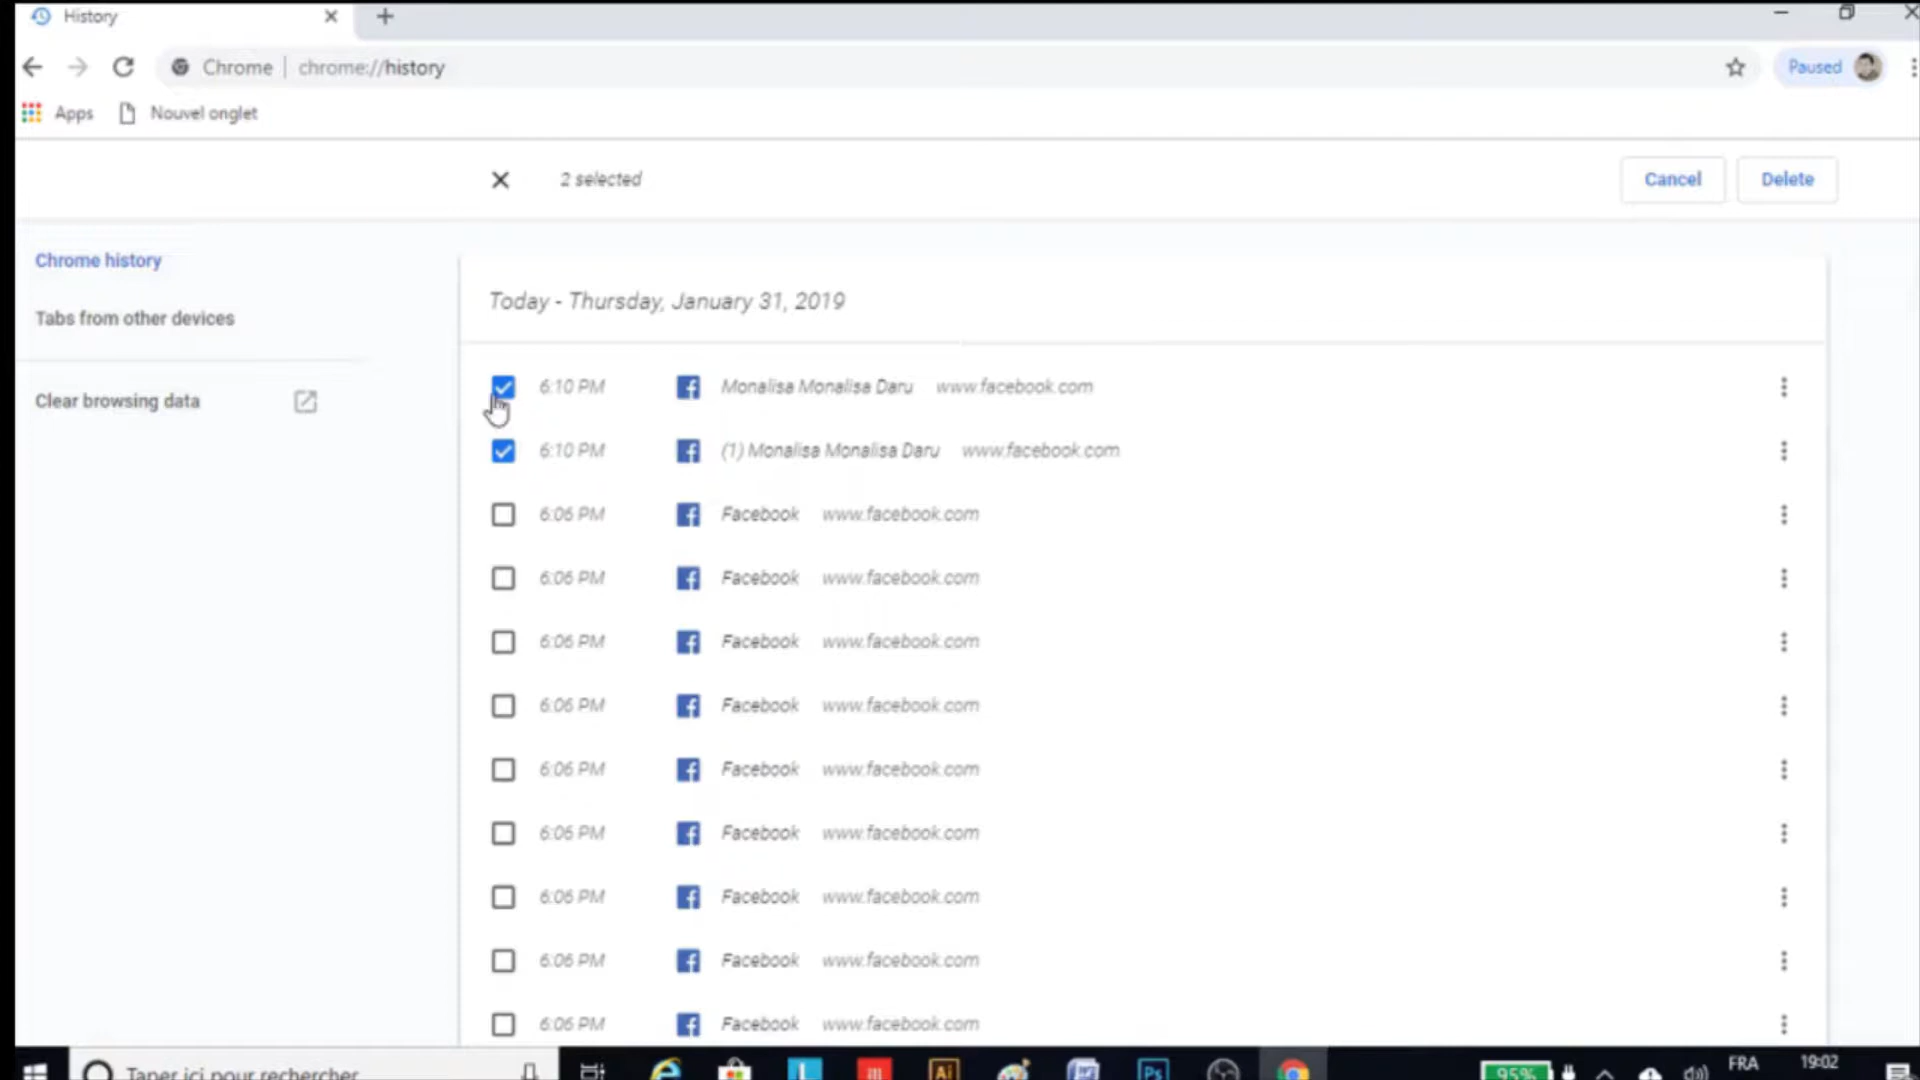 History
Chrome | chrome://history
Paused
Apps Nouvel onglet
2 selected
Cancel Delete
Chrome history
Tabs from other devices
Clear browsing data
Today - Thursday, January 31, 2019
6:10 PM Monalisa Monalisa Daru www.facebook.com
6:10 PM (1) Monalisa Monalisa Daru www.facebook.com
6:06 PM Facebook www.facebook.com
6:06 PM Facebook www.facebook.com
6:06 PM Facebook www.facebook.com
6:06 PM Facebook www.facebook.com
6:06 PM Facebook www.facebook.com
6:06 PM Facebook www.facebook.com
6:06 PM Facebook www.facebook.com
6:06 PM Facebook www.facebook.com
6:06 PM Facebook www.facebook.com
Taper ici pour rechercher Ai Ps 95% FRA 19:02